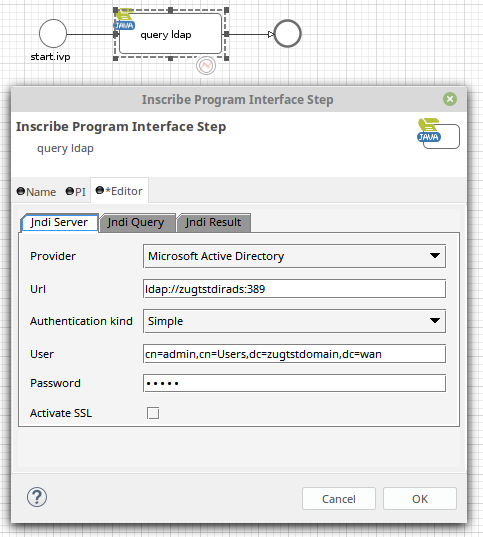 JAVA
query ldap
start.ivp
Inscribe Program Interface Step
Inscribe Program Interface Step
query ldap
JAVA
Name PI *Editor
Jndi Server Jndi Query Jndi Result
Provider Microsoft Active Directory
Url ldap://zugtstdirads:389
Authentication kind Simple
User cn=admin,cn=Users,dc=zugtstdomain,dc=wan
Password •••••
Activate SSL
? Cancel OK